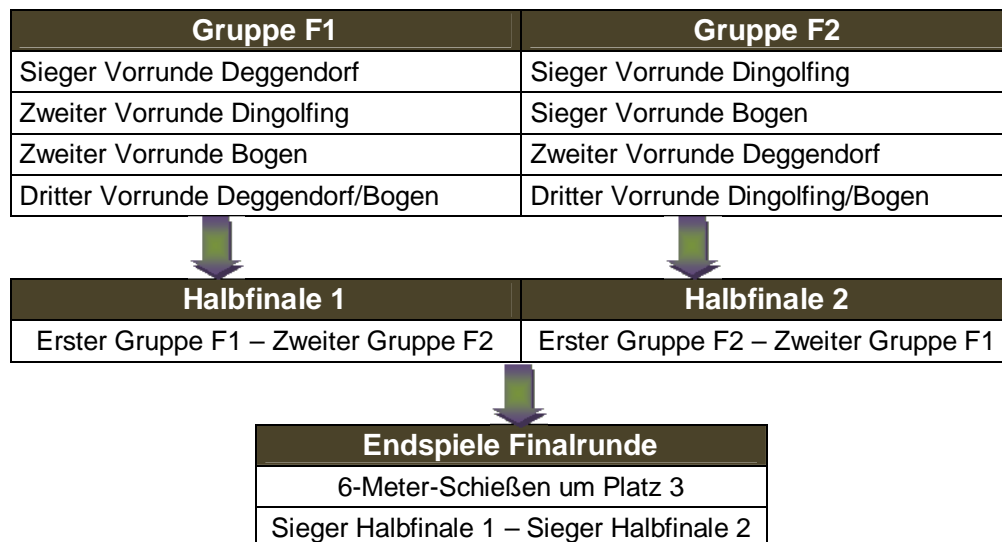 Gruppe F1 Gruppe F2
Sieger Vorrunde Deggendorf Sieger Vorrunde Dingolfing
Zweiter Vorrunde Dingolfing Sieger Vorrunde Bogen
Zweiter Vorrunde Bogen Zweiter Vorrunde Deggendorf
Dritter Vorrunde Deggendorf/Bogen Dritter Vorrunde Dingolfing/Bogen
Halbfinale 1 Halbfinale 2
Erster Gruppe F1 – Zweiter Gruppe F2 Erster Gruppe F2 – Zweiter Gruppe F1
Endspiele Finalrunde
6-Meter-Schießen um Platz 3
Sieger Halbfinale 1 – Sieger Halbfinale 2